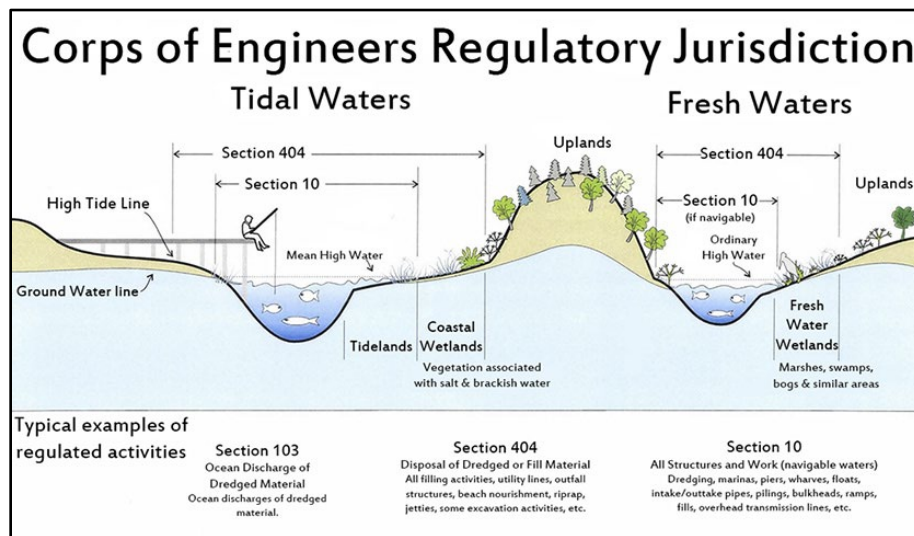 Corps of Engineers Regulatory Jurisdiction
Tidal Waters
Fresh Waters
Section 404
Section 10
High Tide Line
Mean High Water
Ground Water line
Tidelands
Coastal
Wetlands
Vegetation associated
with salt & brackish water
Uplands
Section 404
Section 10
(if navigable)
Ordinary
High Water
Uplands
Fresh
Water
Wetlands
Marshes, swamps,
bogs & similar areas
Typical examples of
regulated activities
Section 103
Ocean Discharge of
Dredged Material
Ocean discharges of dredged
material.
Section 404
Disposal of Dredged or Fill Material
All filling activities, utility lines, outfall
structures, beach nourishment, riprap,
jetties, some excavation activities, etc.
Section 10
All Structures and Work (navigable waters)
Dredging, marinas, piers, wharves, floats,
intake/outtake pipes, pilings, bulkheads, ramps,
fills, overhead transmission lines, etc.